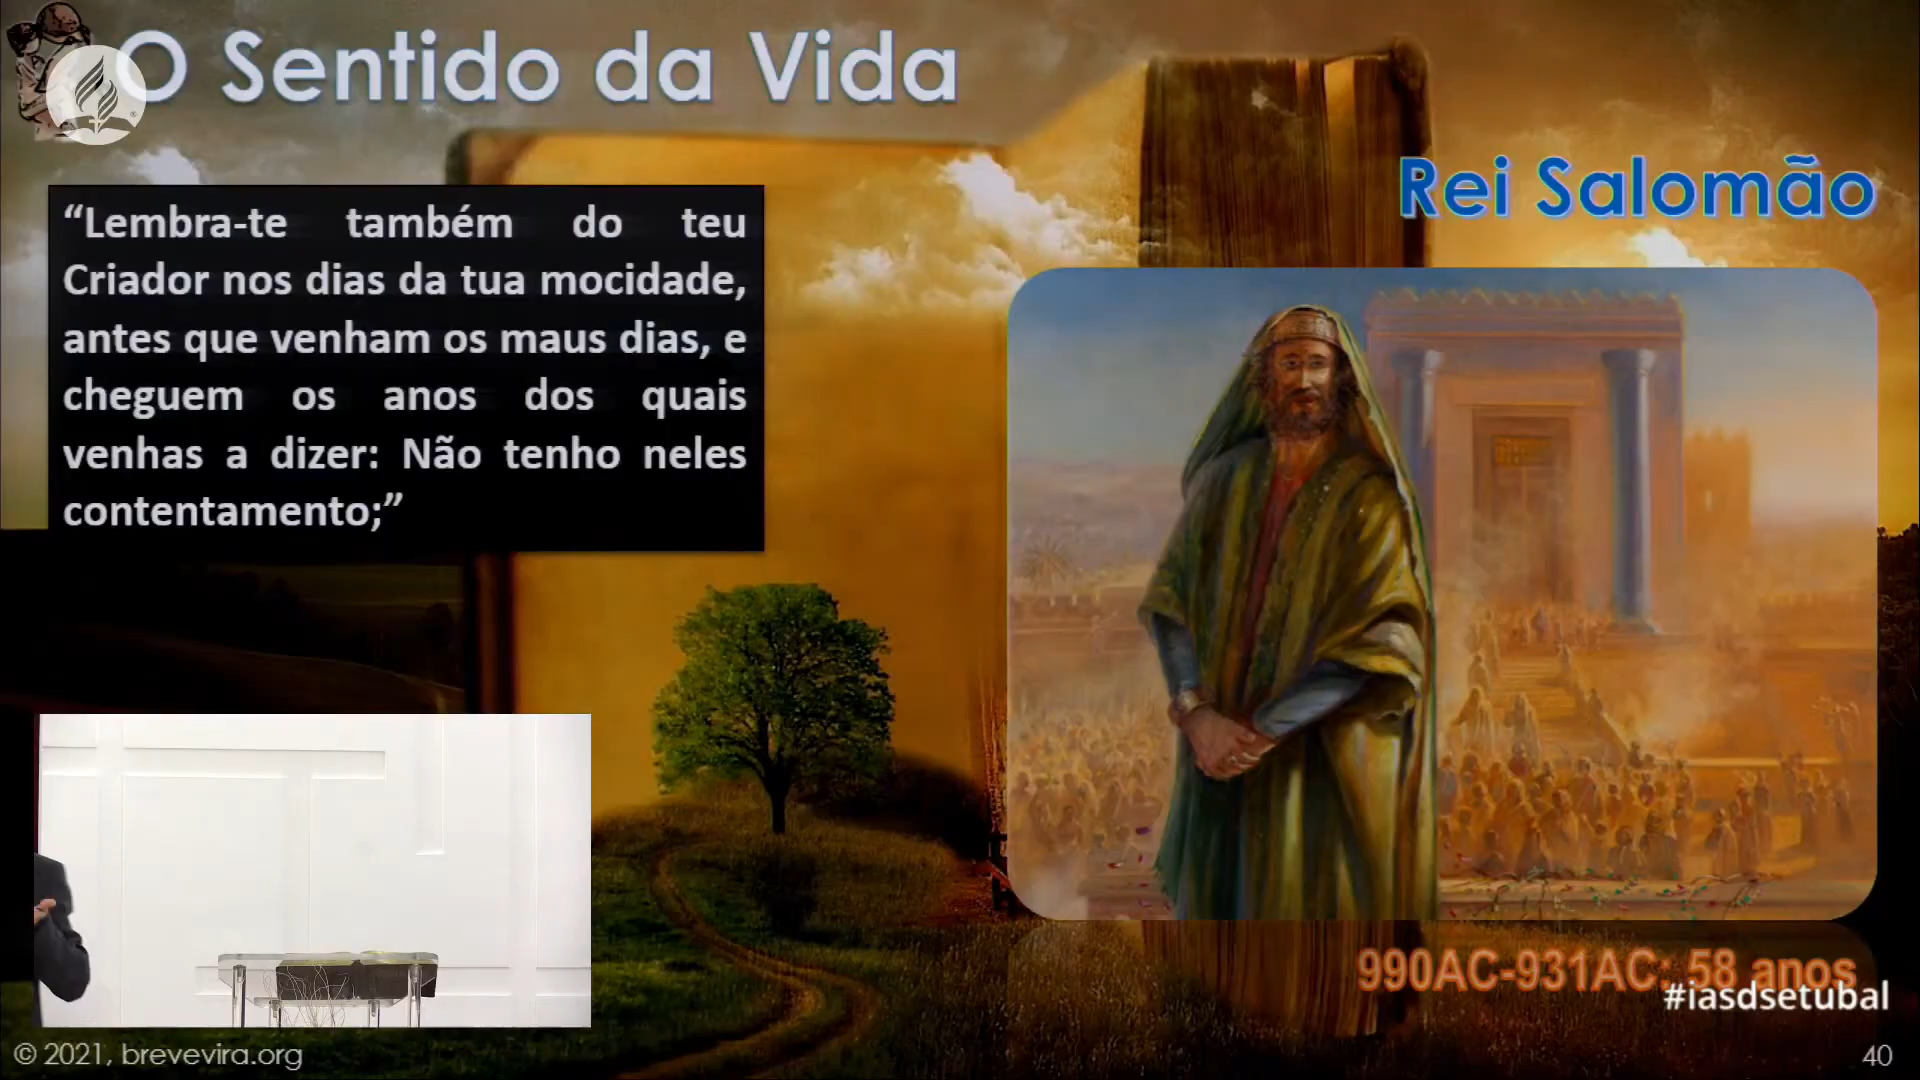 O Sentido da Vida
Rei Salomão
“Lembra-te também do teu
Criador nos dias da tua mocidade,
antes que venham os maus dias, e
cheguem os anos dos quais
venhas a dizer: Não tenho neles
contentamento;”
990AC-931AC: 58 anos
#iasdsetubal
© 2021, brevevira.org
40